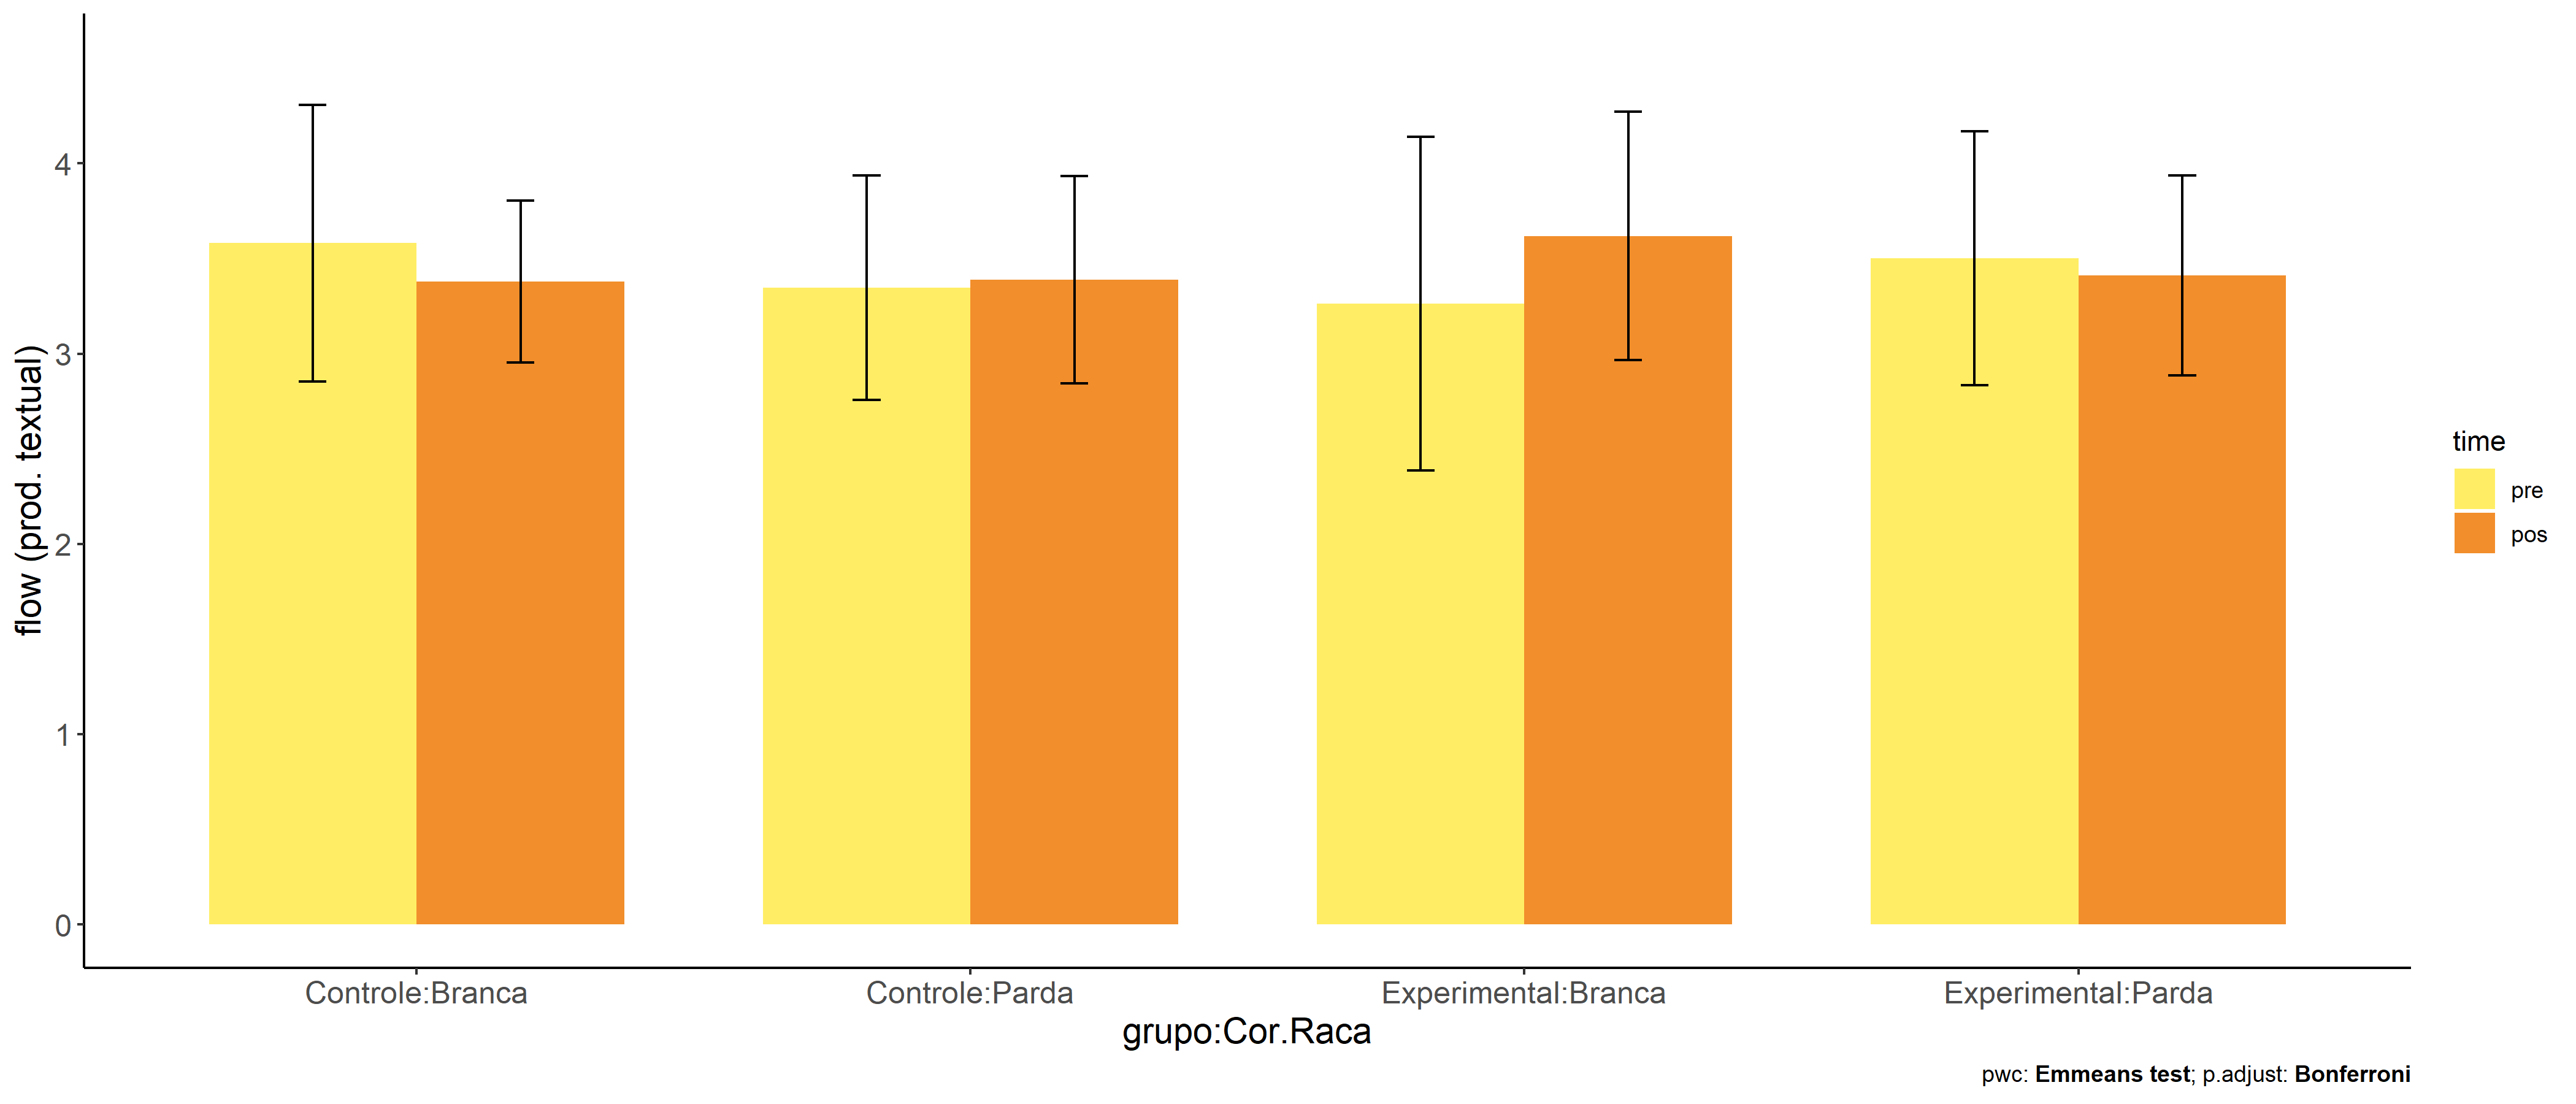 flow (prod. textual)
4
3
2
1
0
Controle:Branca
Controle:Parda
Experimental:Branca
Experimental:Parda
grupo:Cor.Raca
time
pre
pos
pwc: Emmeans test; p.adjust: Bonferroni